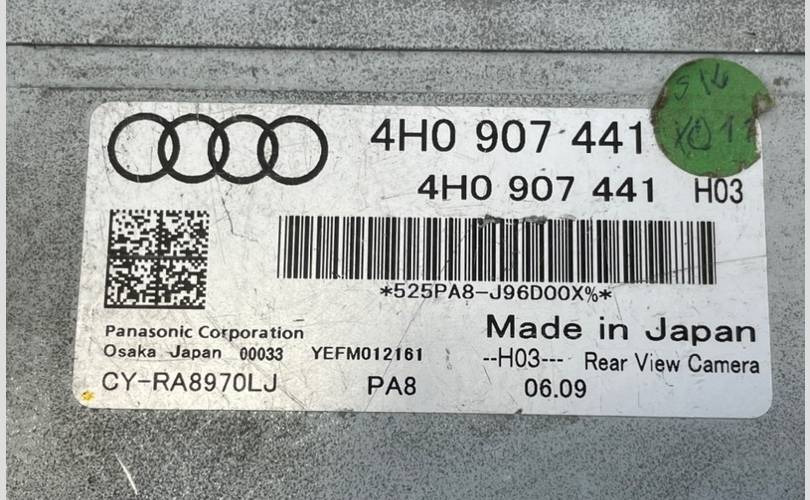 4H0 907 441
4H0 907 441 H03
*525PA8-J96D00X%*
Panasonic Corporation
Made in Japan
Osaka Japan 00033 YEFM012161
--H03--- Rear View Camera
CY-RA8970LJ PA8 06.09